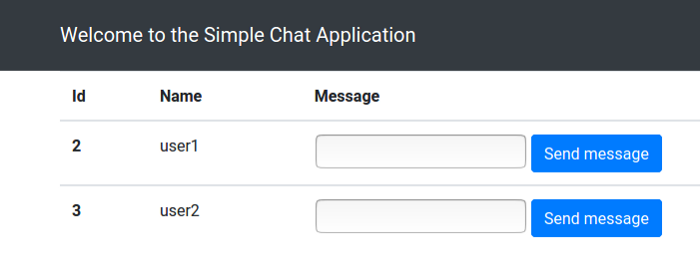 Welcome to the Simple Chat Application
Id Name Message
2 user1 Send message
3 user2 Send message